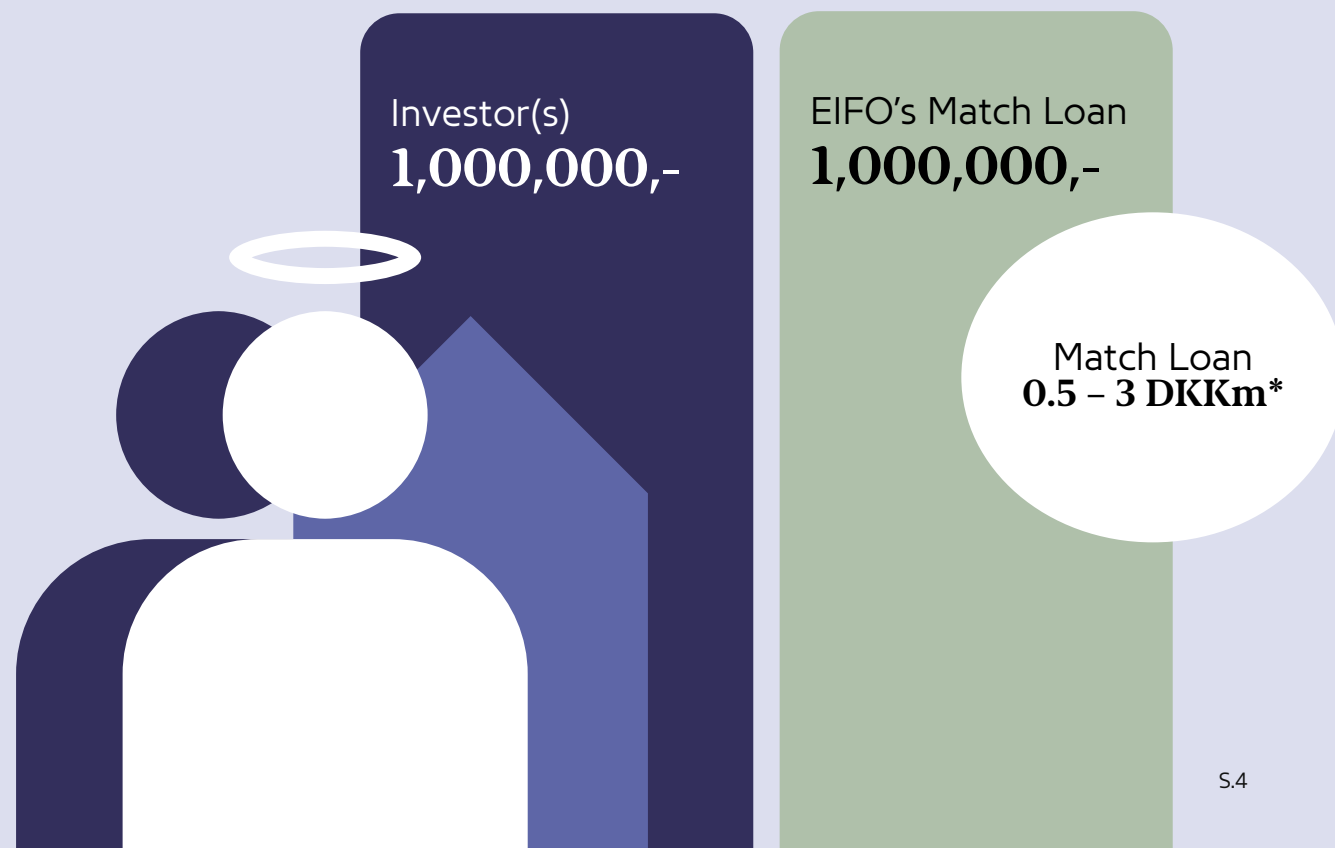 Investor(s)
1,000,000,-
EIFO’s Match Loan
1,000,000,-
Match Loan
0.5 – 3 DKKm*
S.4